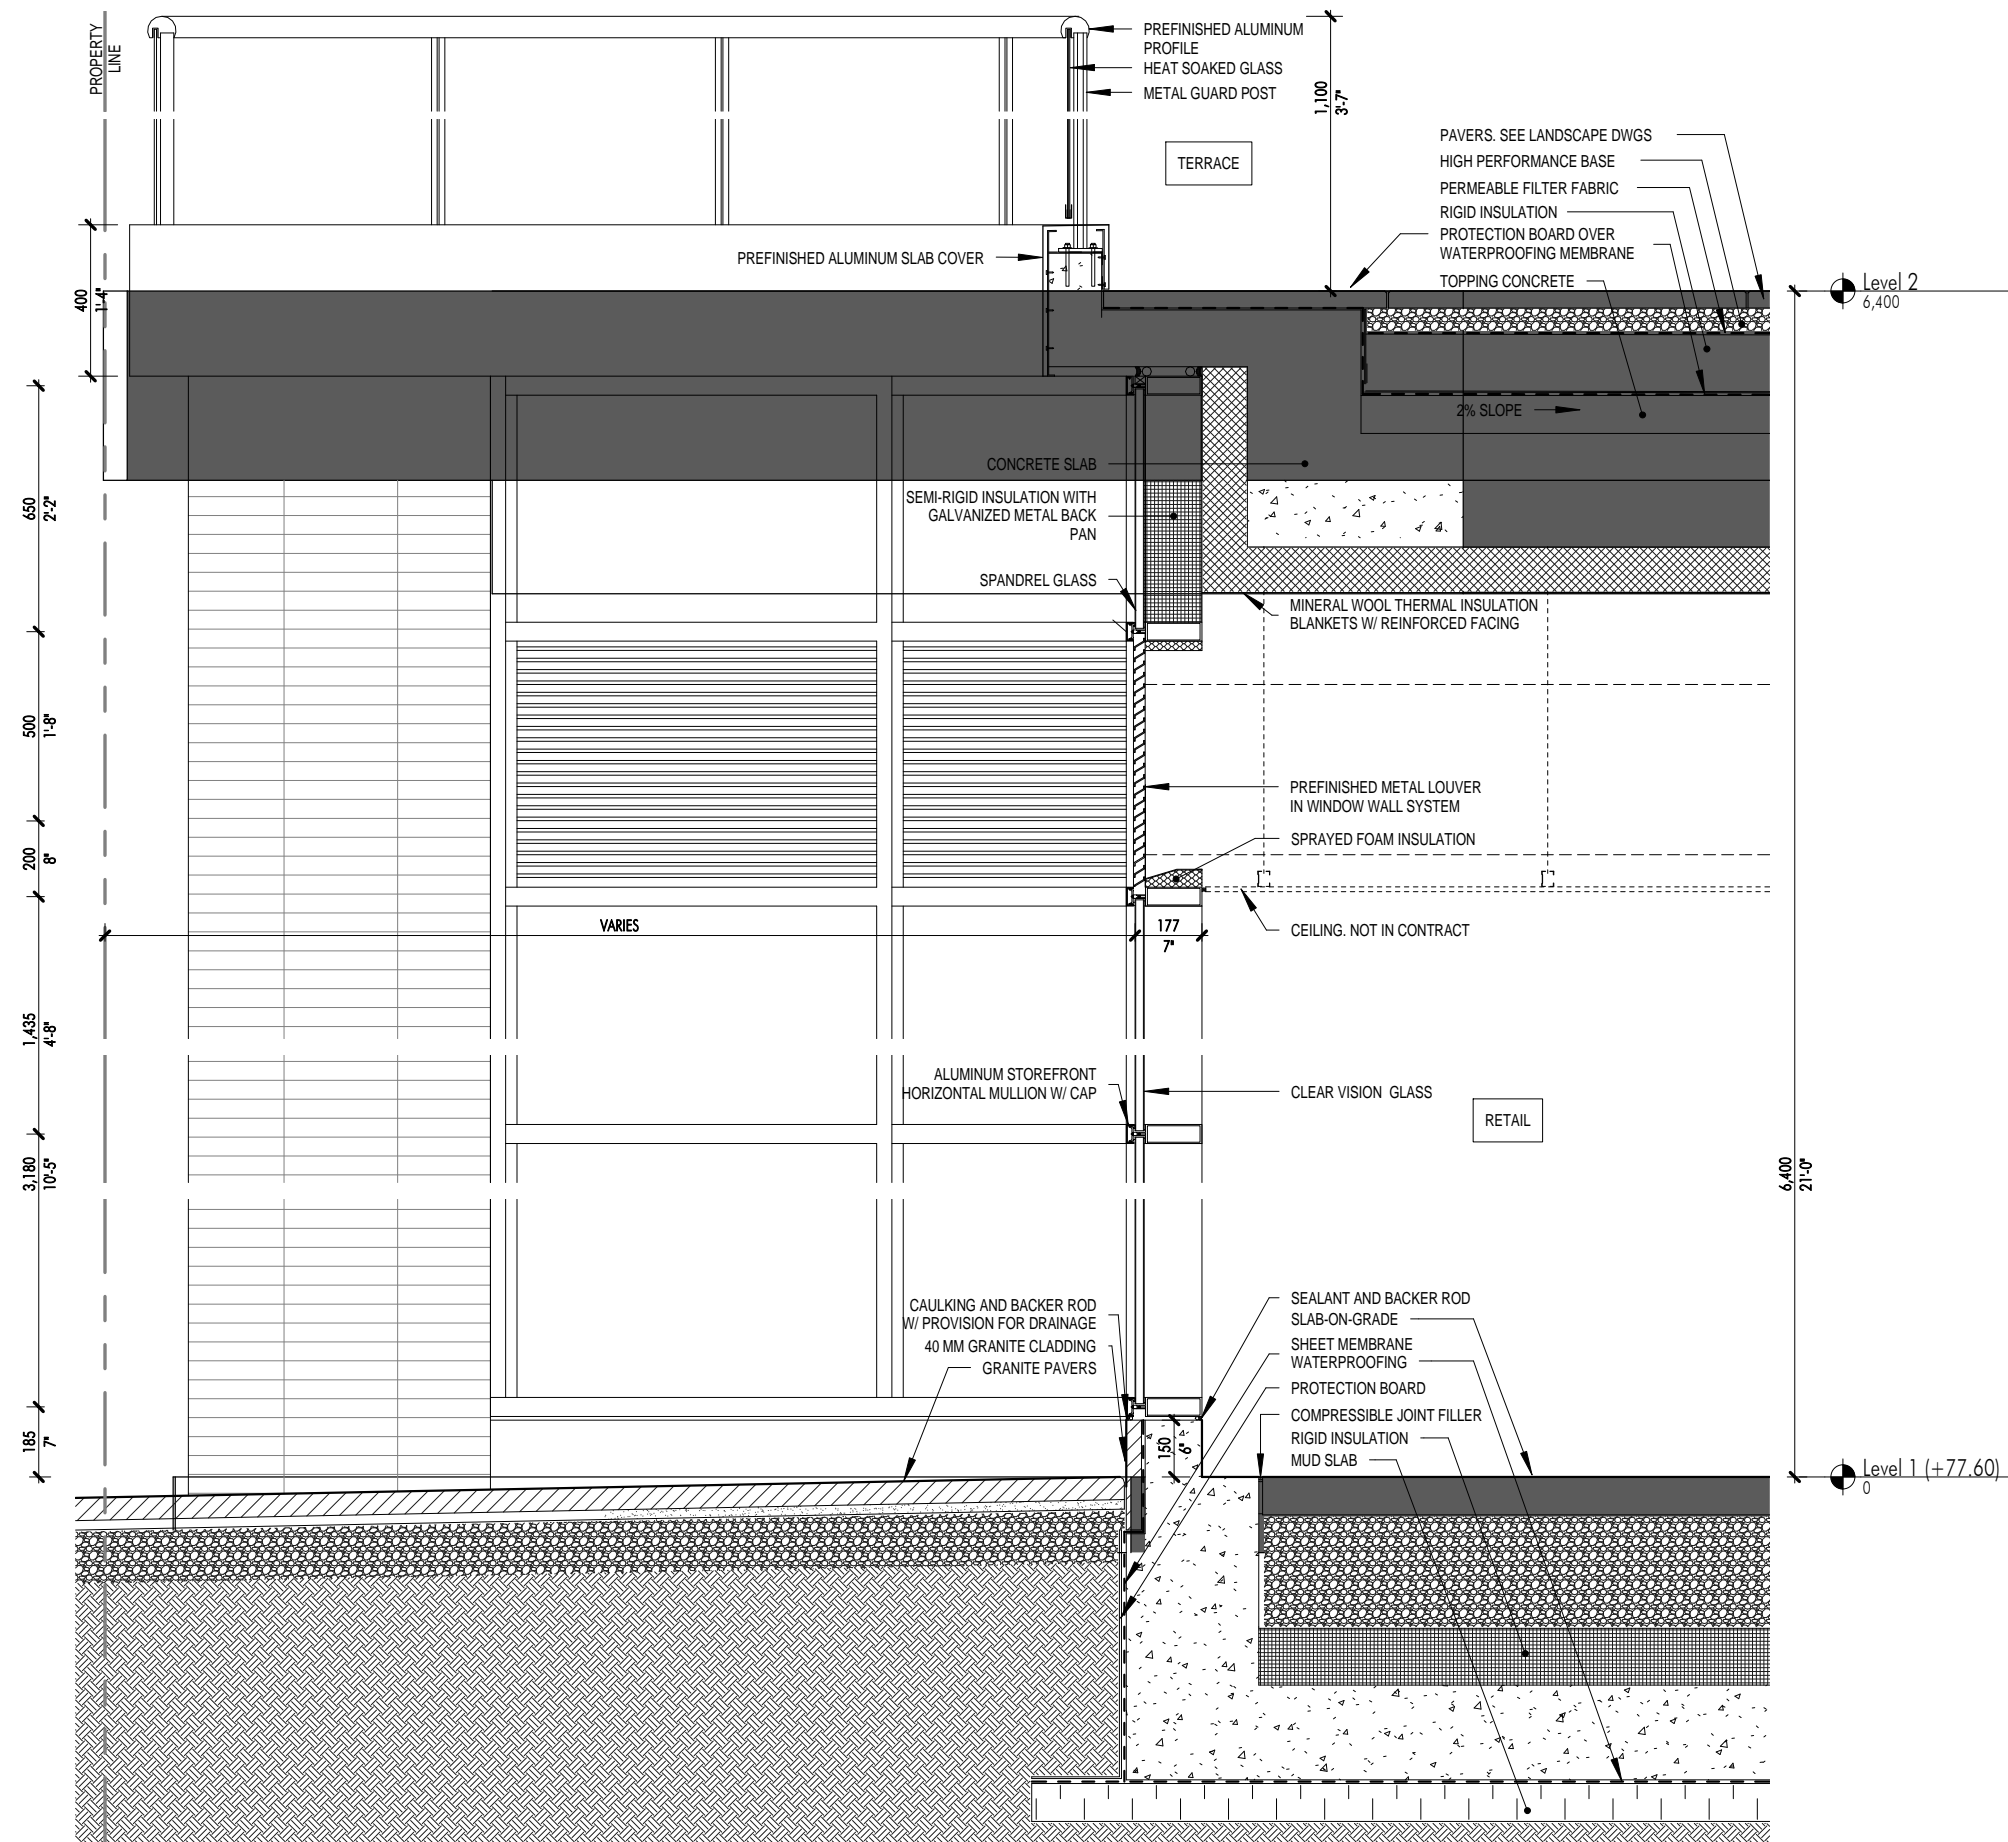 PROPERTY
LINE
PREFINISHED ALUMINUM
PROFILE
HEAT SOAKED GLASS
METAL GUARD POST
1,100
3'-7"
TERRACE
PAVERS. SEE LANDSCAPE DWGS
HIGH PERFORMANCE BASE
PERMEABLE FILTER FABRIC
RIGID INSULATION
PROTECTION BOARD OVER
WATERPROOFING MEMBRANE
TOPPING CONCRETE
PREFINISHED ALUMINUM SLAB COVER
400
1'-4"
Level 2
6,400
2% SLOPE
CONCRETE SLAB
SEMI-RIGID INSULATION WITH
GALVANIZED METAL BACK
PAN
650
2'-2"
SPANDREL GLASS
MINERAL WOOL THERMAL INSULATION
BLANKETS W/ REINFORCED FACING
500
1'-8"
PREFINISHED METAL LOUVER
IN WINDOW WALL SYSTEM
SPRAYED FOAM INSULATION
200
8"
VARIES
177
7"
CEILING. NOT IN CONTRACT
1,435
4'-8"
ALUMINUM STOREFRONT
HORIZONTAL MULLION W/ CAP
CLEAR VISION GLASS
RETAIL
3,180
10'-5"
6,400
21'-0"
CAULKING AND BACKER ROD
W/ PROVISION FOR DRAINAGE
40 MM GRANITE CLADDING
GRANITE PAVERS
SEALANT AND BACKER ROD
SLAB-ON-GRADE
SHEET MEMBRANE
WATERPROOFING
PROTECTION BOARD
COMPRESSIBLE JOINT FILLER
RIGID INSULATION
MUD SLAB
185
7"
150
6"
Level 1 (+77.60)
0